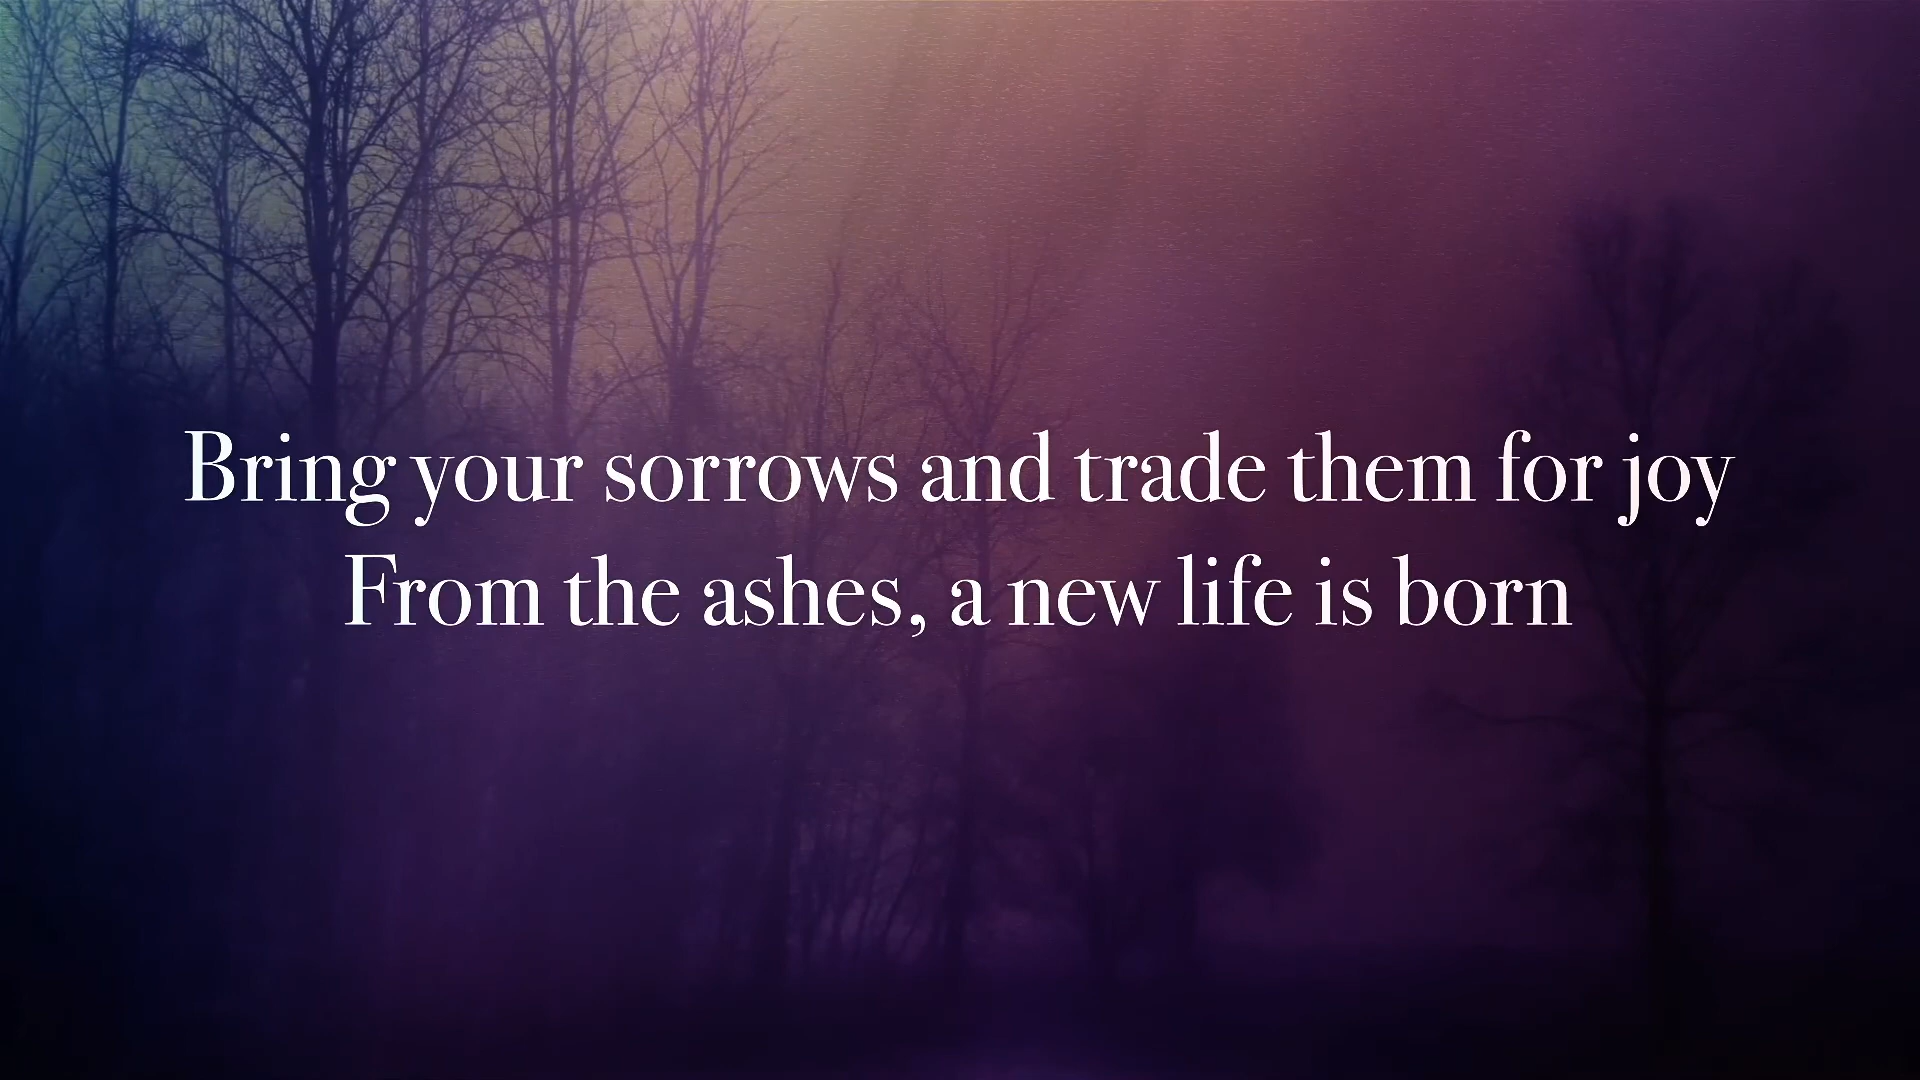 Bring your sorrows and trade them for joy
From the ashes, a new life is born